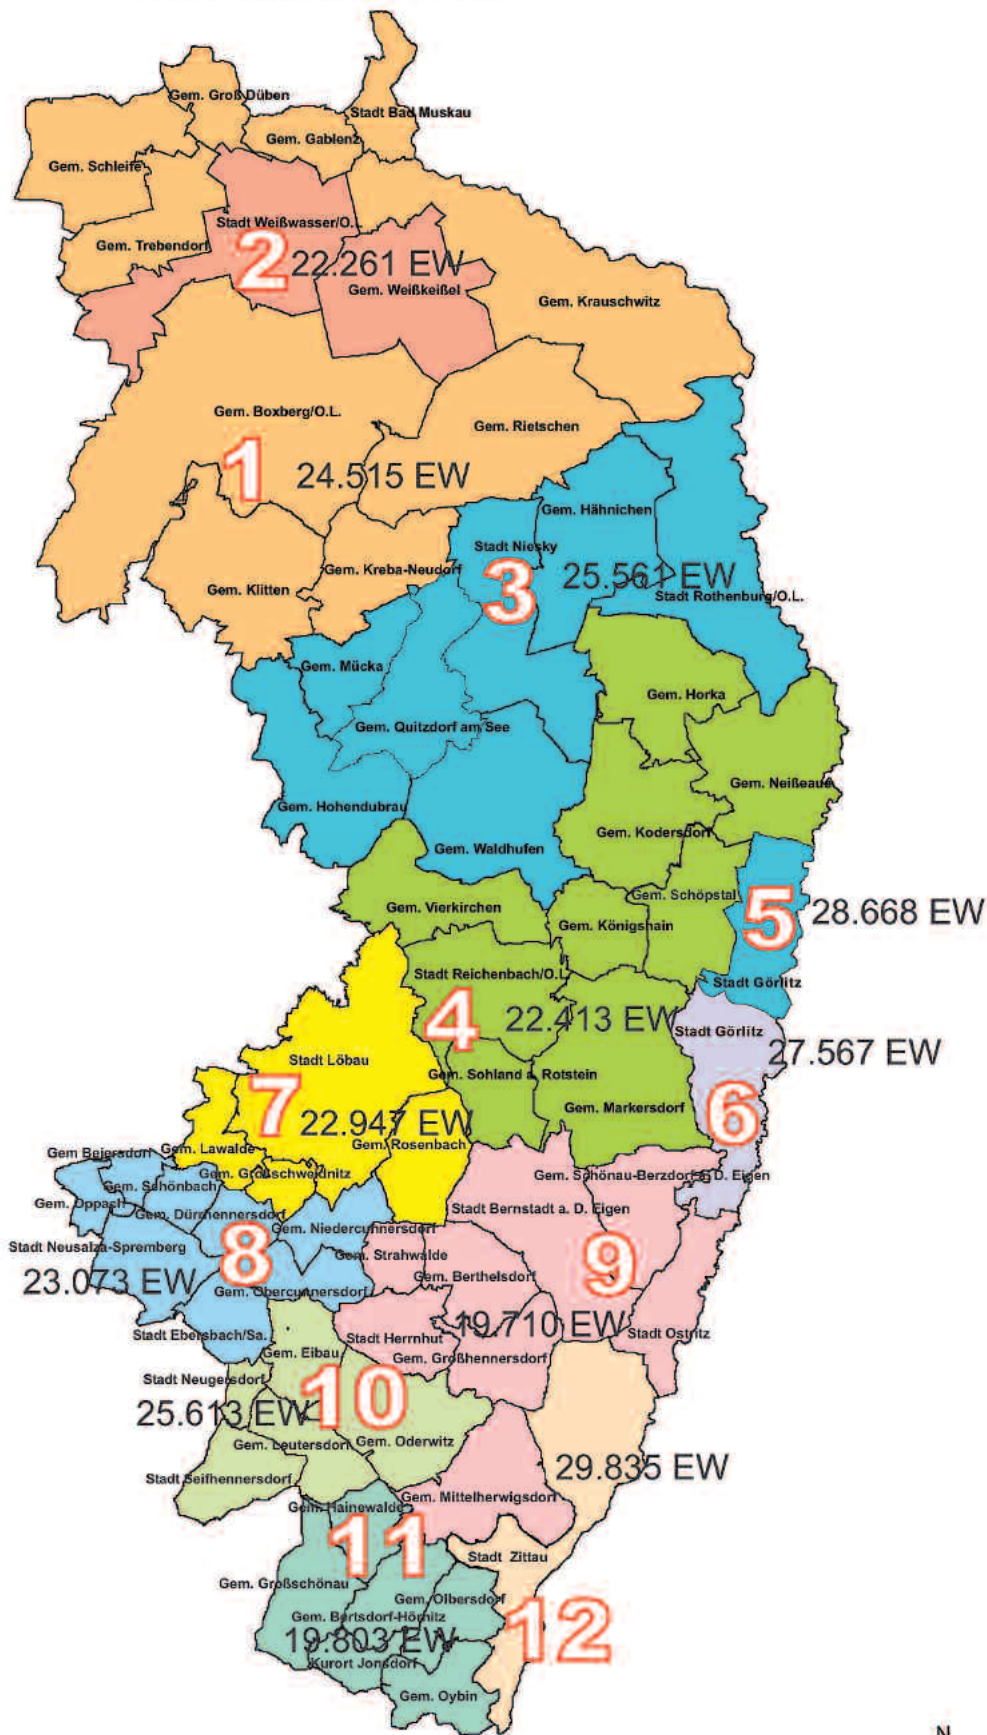 Gem. Groß Düben
Stadt Bad Muskau
Gem. Gablenz
Gem. Schleife
Stadt Weißwasser/O.L.
Gem. Trebendorf
2
22.261 EW
Gem. Weißkeißel
Gem. Krauschwitz
Gem. Boxberg/O.L.
Gem. Rietschen
1
24.515 EW
Gem. Hähnichen
Stadt Niesky
Gem. Kreba-Neudorf
3
25.561 EW
Gem. Klitten
Stadt Rothenburg/O.L.
Gem. Mücka
Gem. Horka
Gem. Quitzdorf am See
Gem. Neißeaue
Gem. Hohendubrau
Gem. Kodersdorf
Gem. Waldhufen
Gem. Schöpstal
Gem. Vierkirchen
5
28.668 EW
Gem. Königshain
Stadt Reichenbach/O.L.
Stadt Görlitz
4
22.413 EW
Stadt Görlitz
27.567 EW
Stadt Löbau
Gem. Sohland a. Rotstein
7
Gem. Markersdorf
6
22.947 EW
Gem. Rosenbach
Gem. Lawalde
Gem Beiersdorf
Gem. Großschweidnitz
Gem. Schönau-Berzdorf a. D. Eigen
Gem. Schönbach
Gem. Oppach
Stadt Bernstadt a. D. Eigen
Gem. Dürrhennersdorf
Gem. Niedercunnersdorf
Stadt Neusalza-Spremberg
8
Gem. Strahwalde
9
23.073 EW
Gem. Berthelsdorf
Gem. Obercunnersdorf
Stadt Ebersbach/Sa.
Stadt Herrnhut
19.710 EW
Stadt Ostritz
Gem. Eibau
Gem. Großhennersdorf
Stadt Neugersdorf
10
25.613 EW
Gem. Leutersdorf
Gem. Oderwitz
Stadt Seifhennersdorf
29.835 EW
Gem. Mittelherwigsdorf
Gem. Hainewalde
11
Stadt Zittau
Gem. Großschönau
Gem. Olbersdorf
Gem. Bertsdorf-Hörnitz
12
19.803 EW
Kurort Jonsdorf
Gem. Oybin
N